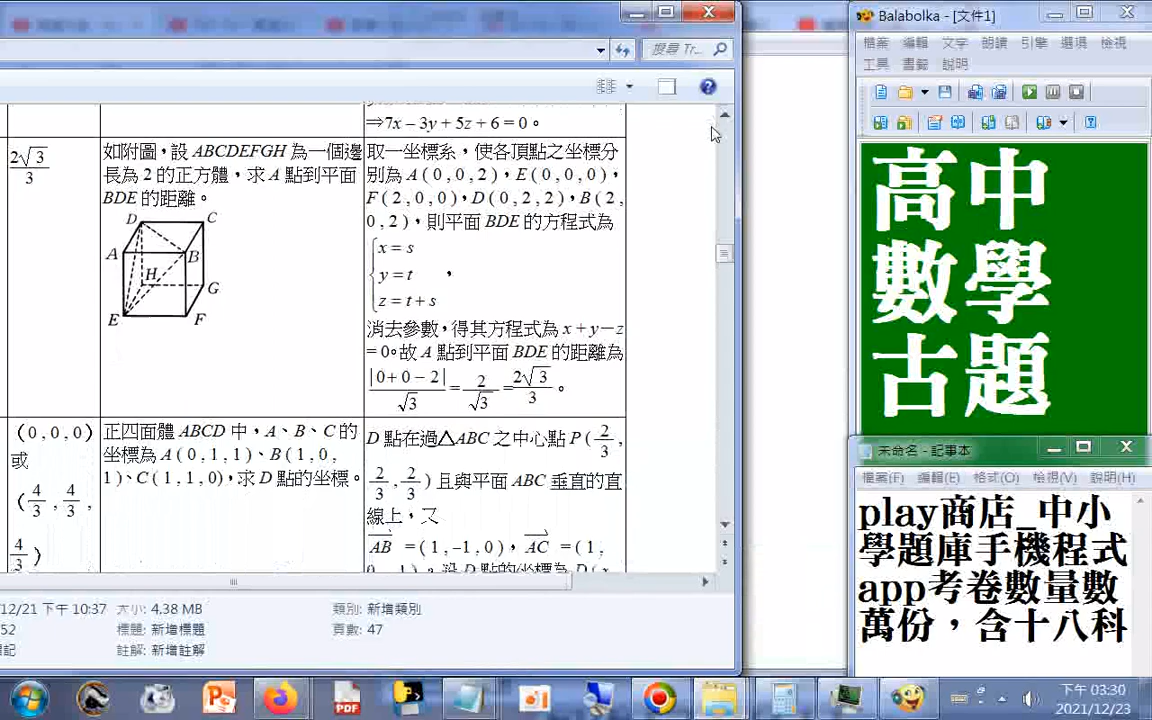 搜尋 Tr...
⇒7x－3y＋5z＋6＝0。
2√3
3
如附圖，設 ABCDEFGH 為一個邊
長為 2 的正方體，求 A 點到平面
BDE 的距離。
D
C
A
B
H
G
E
F
取一坐標系，使各頂點之坐標分
別為 A(0,0,2)，E(0,0,0)，
F(2,0,0)，D(0,2,2)，B(2,
0,2)，則平面 BDE 的方程式為
x＝s
y＝t ，
z＝t＋s
消去參數，得其方程式為 x＋y－z
＝0。故 A 點到平面 BDE 的距離為
|0＋0－2|/√3＝2/√3＝2√3/3。
(0,0,0)
或
(4/3,4/3,
4/3)
正四面體 ABCD 中，A、B、C 的
坐標為 A(0,1,1)、B(1,0,
1)、C(1,1,0)，求 D 點的坐標。
D 點在過△ABC 之中心點 P(2/3,
2/3,2/3)且與平面 ABC 垂直的直
線上，又
AB ＝(1,－1,0)，AC ＝(1,
12/21 下午 10:37 大小: 4.38 MB
類別: 新增類別
52
標題: 新增標題
頁數: 47
註解: 新增註解
Balabolka - [文件1]
檔案 編輯 文字 朗讀 引擎 選項 檢視
工具 書籤 說明
高中
數學
古題
未命名 - 記事本
檔案(F) 編輯(E) 格式(O) 檢視(V) 說明(H)
play商店_中小
學題庫手機程式
app考卷數量數
萬份，含十八科
PDF
下午 03:30
2021/12/23